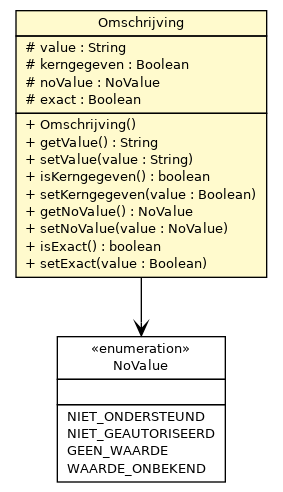 Omschrijving
# value : String
# kerngegeven : Boolean
# noValue : NoValue
# exact : Boolean
+ Omschrijving()
+ getValue() : String
+ setValue(value : String)
+ isKerngegeven() : boolean
+ setKerngegeven(value : Boolean)
+ getNoValue() : NoValue
+ setNoValue(value : NoValue)
+ isExact() : boolean
+ setExact(value : Boolean)
«enumeration»
NoValue
NIET_ONDERSTEUND
NIET_GEAUTORISEERD
GEEN_WAARDE
WAARDE_ONBEKEND